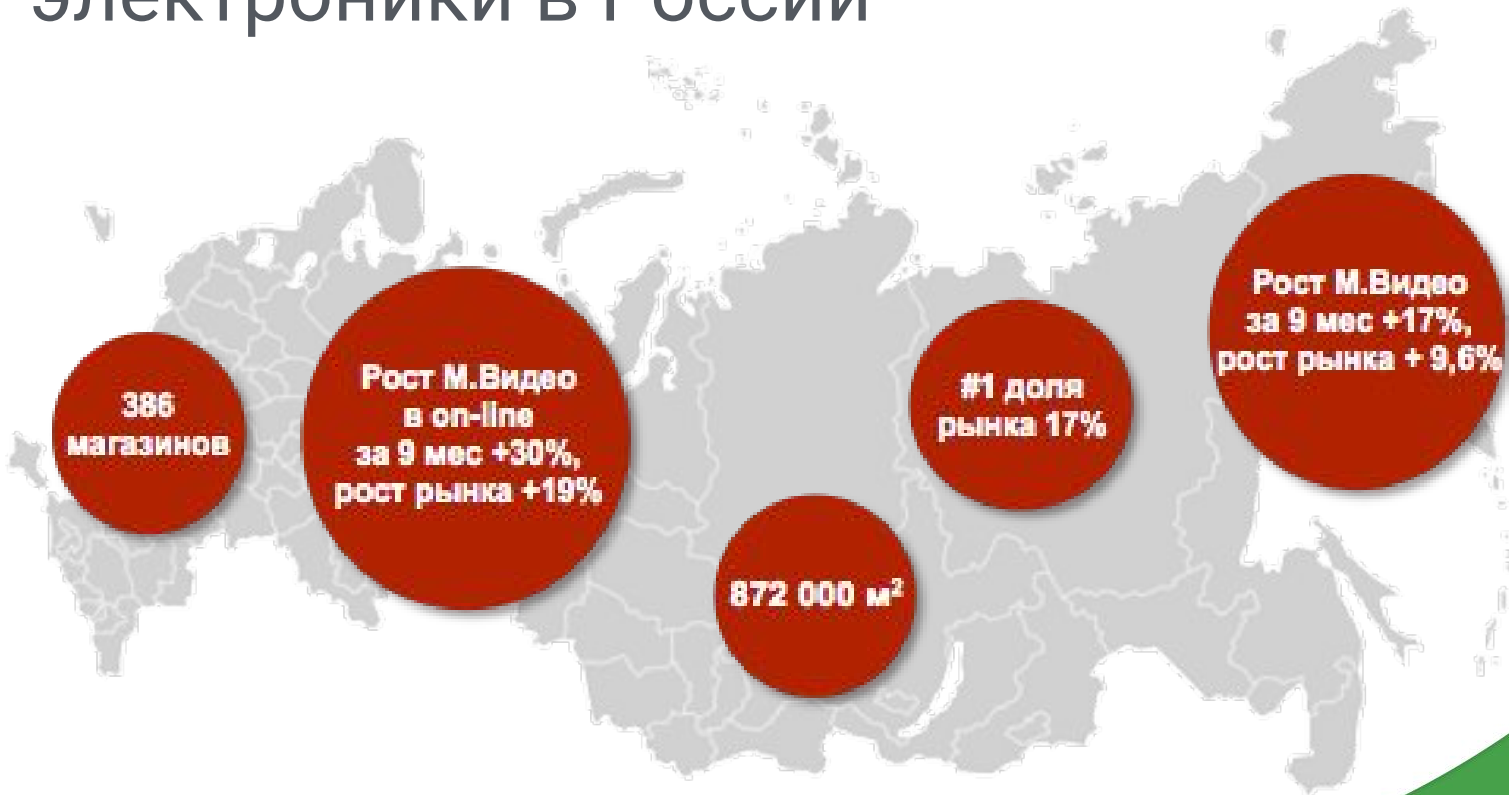 электроники в России
386
магазинов
Рост М.Видео
в on-line
за 9 мес +30%,
рост рынка +19%
872 000 м²
#1 доля
рынка 17%
Рост М.Видео
за 9 мес +17%,
рост рынка + 9,6%